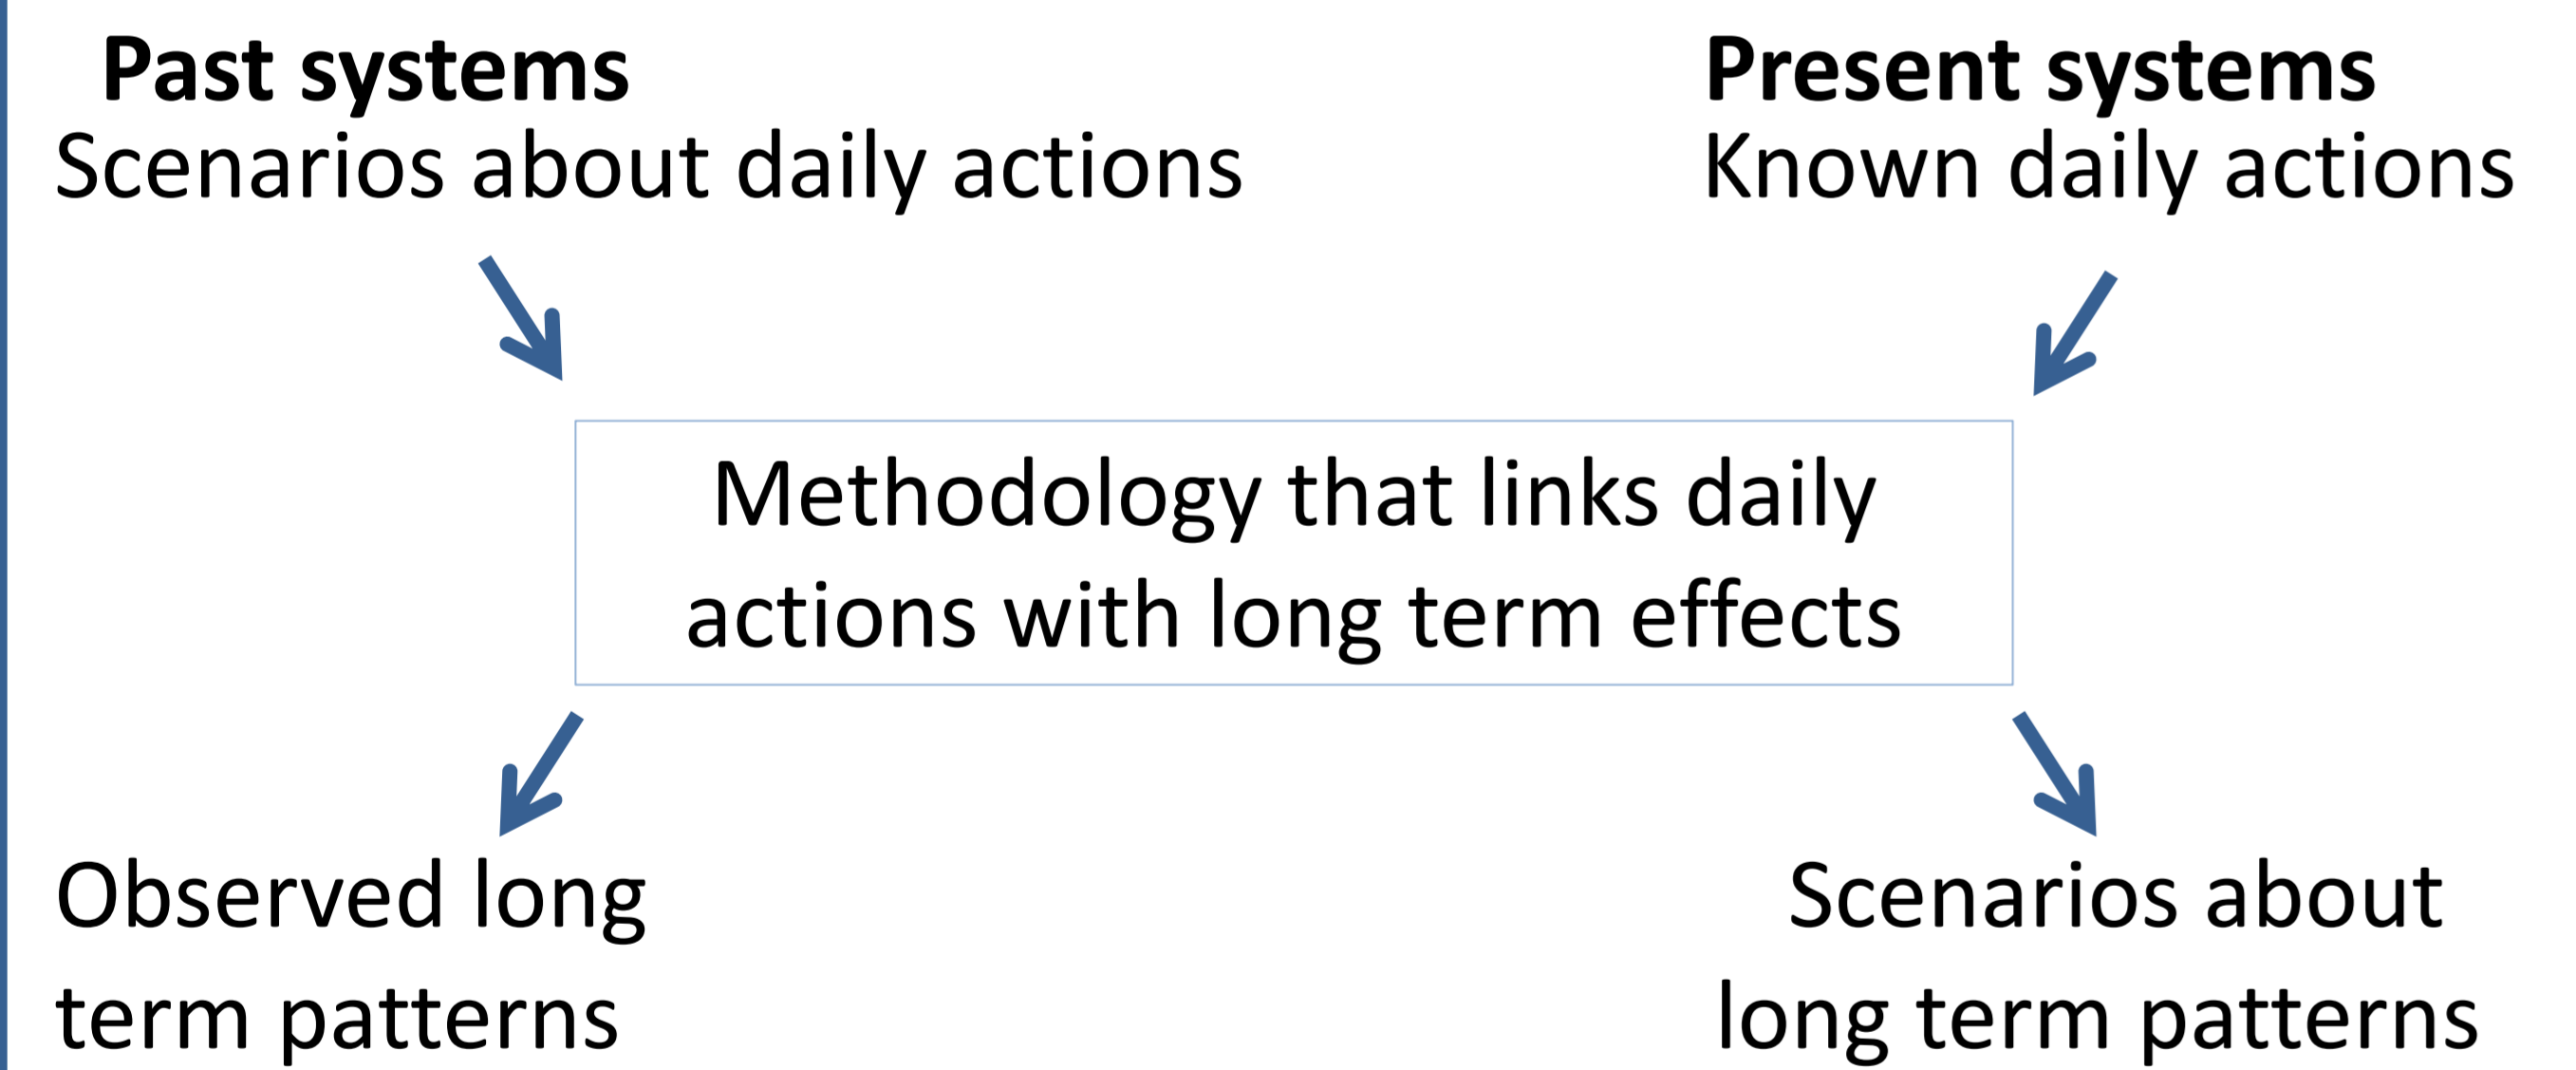 Past systems
Scenarios about daily actions
Present systems
Known daily actions
Methodology that links daily
actions with long term effects
Observed long
term patterns
Scenarios about
long term patterns